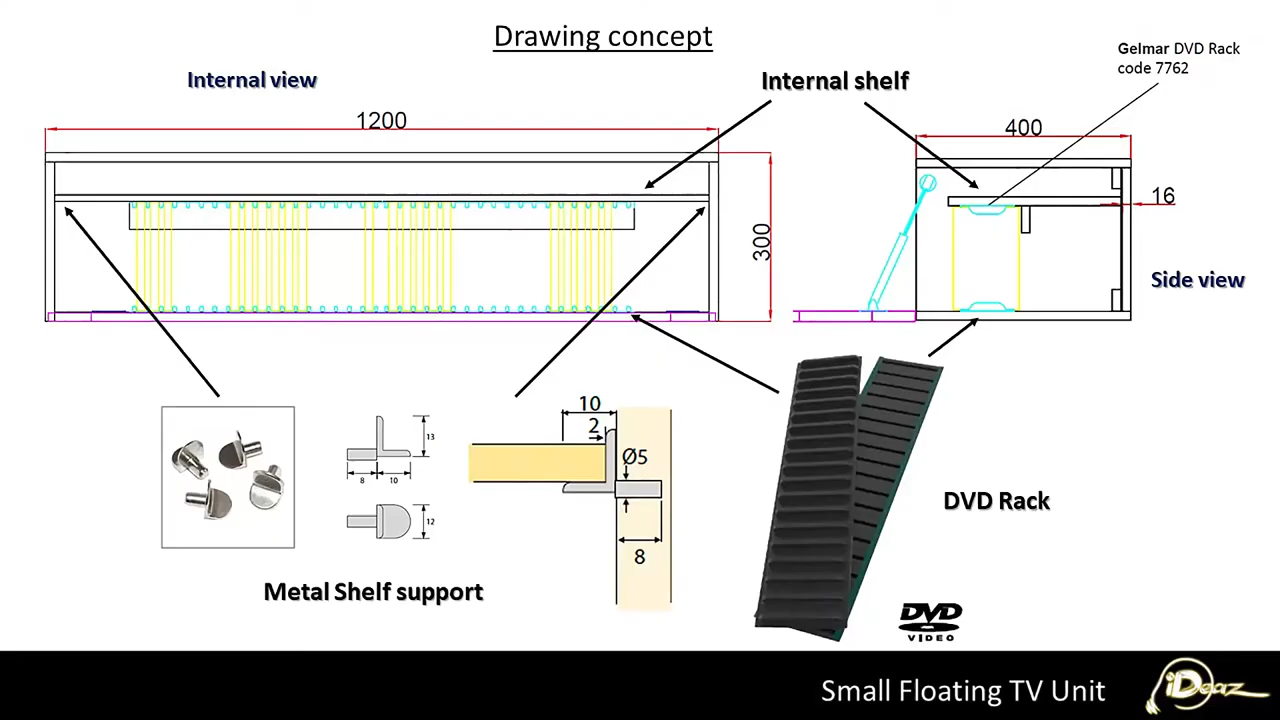 Drawing concept
Gelmar DVD Rack
code 7762
Internal view
Internal shelf
1200
400
16
300
Side view
10
2
Ø5
8
13
8
10
12
DVD Rack
Metal Shelf support
DVD
VIDEO
Small Floating TV Unit
iDeaz